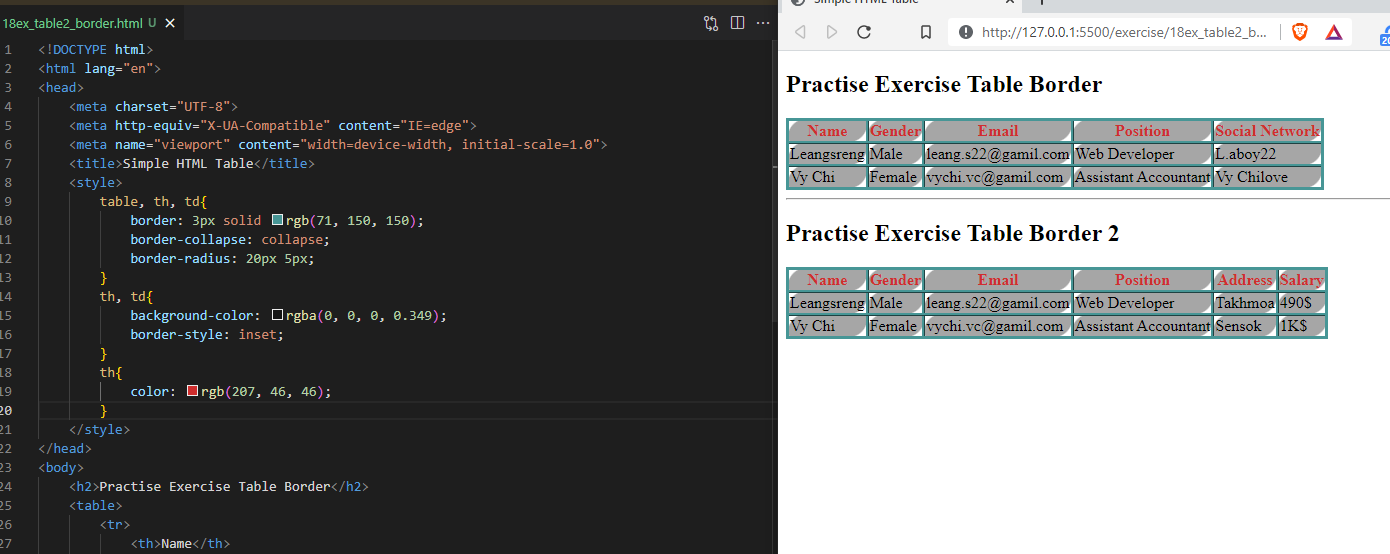 18ex_table2_border.html U
1 <!DOCTYPE html>
2 <html lang="en">
3 <head>
4 <meta charset="UTF-8">
5 <meta http-equiv="X-UA-Compatible" content="IE=edge">
6 <meta name="viewport" content="width=device-width, initial-scale=1.0">
7 <title>Simple HTML Table</title>
8 <style>
9 table, th, td{
10 border: 3px solid rgb(71, 150, 150);
11 border-collapse: collapse;
12 border-radius: 20px 5px;
13 }
14 th, td{
15 background-color: rgba(0, 0, 0, 0.349);
16 border-style: inset;
17 }
18 th{
19 color: rgb(207, 46, 46);
20 }
21 </style>
22 </head>
23 <body>
24 <h2>Practise Exercise Table Border</h2>
25 <table>
26 <tr>
27 <th>Name</th>
Simple HTML Table
http://127.0.0.1:5500/exercise/18ex_table2_b...
20
Practise Exercise Table Border
Name Gender Email Position Social Network
Leangsreng Male leang.s22@gamil.com Web Developer L.aboy22
Vy Chi Female vychi.vc@gamil.com Assistant Accountant Vy Chilove
Practise Exercise Table Border 2
Name Gender Email Position Address Salary
Leangsreng Male leang.s22@gamil.com Web Developer Takhmoa 490$
Vy Chi Female vychi.vc@gamil.com Assistant Accountant Sensok 1K$